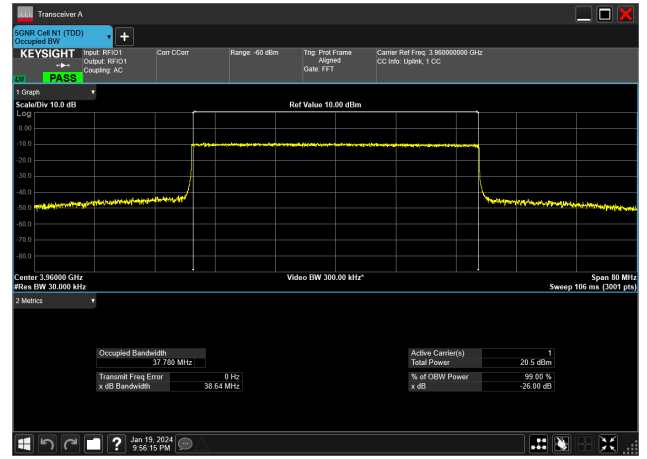 Transceiver A
5GNR Cell N1 (TDD)
Occupied BW
KEYSIGHT
LXI
PASS
Input: RFIO1
Output: RFIO1
Coupling: AC
Corr CCorr
Range: -60 dBm
Trig: Prot Frame
Aligned
Gate: FFT
Carrier Ref Freq: 3.960000000 GHz
CC Info: Uplink, 1 CC
1 Graph
Scale/Div 10.0 dB
Ref Value 10.00 dBm
Log
0.00
-10.0
-20.0
-30.0
-40.0
-50.0
-60.0
-70.0
-80.0
Center 3.96000 GHz
Video BW 300.00 kHz*
Span 80 MHz
#Res BW 30.000 kHz
Sweep 106 ms (3001 pts)
2 Metrics
Occupied Bandwidth
37.780 MHz
Active Carrier(s) 1
Total Power 20.5 dBm
Transmit Freq Error 0 Hz
x dB Bandwidth 38.64 MHz
% of OBW Power 99.00 %
x dB -26.00 dB
Jan 19, 2024
9:56:15 PM